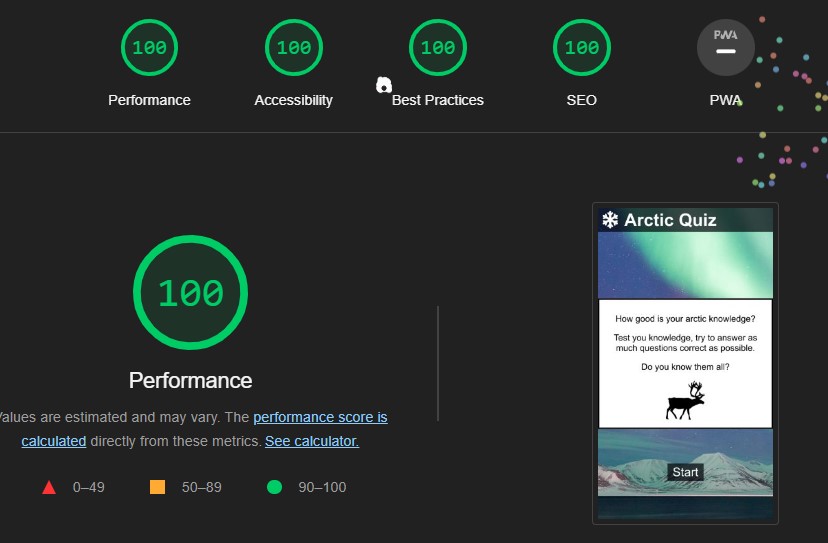 100
100
100
100
PWA
Performance
Accessibility
Best Practices
SEO
PWA
100
Performance
Values are estimated and may vary. The performance score is
calculated directly from these metrics. See calculator.
0–49
50–89
90–100
Arctic Quiz
How good is your arctic knowledge?
Test you knowledge, try to answer as
much questions correct as possible.
Do you know them all?
Start